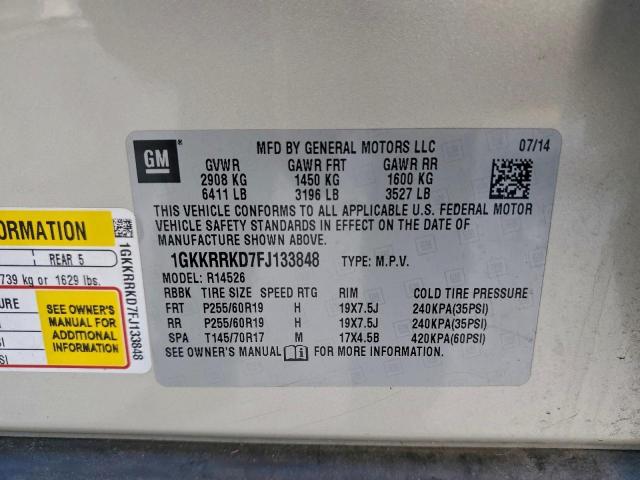 GM
MFD BY GENERAL MOTORS LLC 07/14
GVWR GAWR FRT GAWR RR
2908 KG 1450 KG 1600 KG
6411 LB 3196 LB 3527 LB
THIS VEHICLE CONFORMS TO ALL APPLICABLE U.S. FEDERAL MOTOR
VEHICLE SAFETY STANDARDS IN EFFECT ON THE DATE OF
MANUFACTURE SHOWN ABOVE.
1GKKRRKD7FJ133848 TYPE: M.P.V.
MODEL: R14526
RBBK TIRE SIZE SPEED RTG RIM COLD TIRE PRESSURE
FRT P255/60R19 H 19X7.5J 240KPA(35PSI)
RR P255/60R19 H 19X7.5J 240KPA(35PSI)
SPA T145/70R17 M 17X4.5B 420KPA(60PSI)
SEE OWNER'S MANUAL i FOR MORE INFORMATION.
ORMATION
REAR 5
739 kg or 1629 lbs.
URE
SEE OWNER'S
MANUAL FOR
ADDITIONAL
INFORMATION
SI
SI
1GKKRRKD7FJ133848